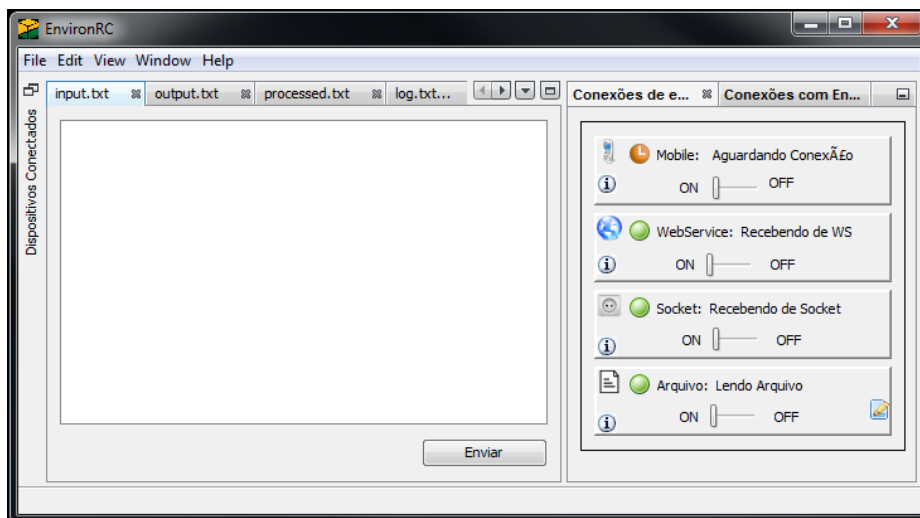 EnvironRC
File Edit View Window Help
input.txt output.txt processed.txt log.txt...
Dispositivos Conectados
Enviar
Conexões de e... Conexões com En...
Mobile: Aguardando ConexÃ£o
ON OFF
WebService: Recebendo de WS
ON OFF
Socket: Recebendo de Socket
ON OFF
Arquivo: Lendo Arquivo
ON OFF